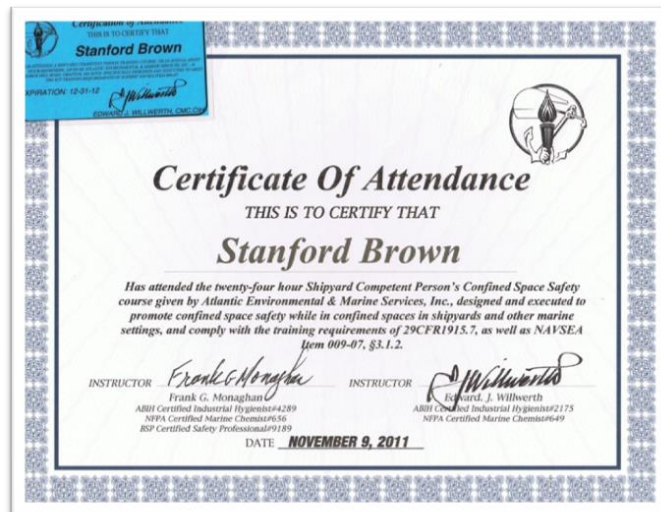 Certification of Attendance
THIS IS TO CERTIFY THAT
Stanford Brown
EXPIRATION: 12-31-12
EDWARD J. WILLWERTH, CMC,
Certificate Of Attendance
THIS IS TO CERTIFY THAT
Stanford Brown
Has attended the twenty-four hour Shipyard Competent Person's Confined Space Safety
course given by Atlantic Environmental & Marine Services, Inc., designed and executed to
promote confined space safety while in confined spaces in shipyards and other marine
settings, and comply with the training requirements of 29CFR1915.7, as well as NAVSEA
Item 009-07, §3.1.2.
INSTRUCTOR Frank G Monaghan INSTRUCTOR EJWillwerth
Frank G. Monaghan Edward. J. Willwerth
ABIH Certified Industrial Hygienist#4289 ABIH Certified Industrial Hygienist#2175
NFPA Certified Marine Chemist#656 NFPA Certified Marine Chemist#649
BSP Certified Safety Professional#9189
DATE NOVEMBER 9, 2011